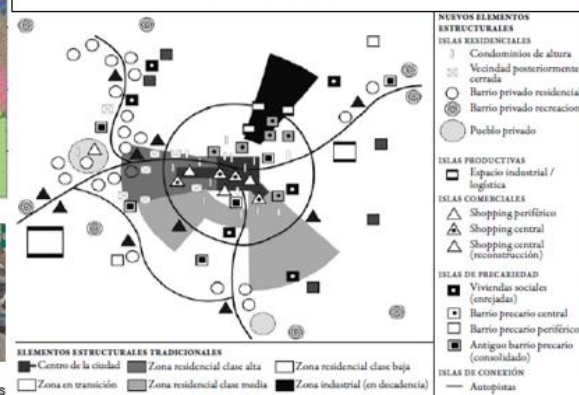 NUEVOS ELEMENTOS
ESTRUCTURALES
ISLAS RESIDENCIALES
Condominios de altura
Vecindad posteriormente
cerrada
Barrio privado residencial
Barrio privado recreacion
Pueblo privado
ISLAS PRODUCTIVAS
Espacio industrial /
logística
ISLAS COMERCIALES
Shopping periférico
Shopping central
Shopping central
(reconstrucción)
ISLAS DE PRECARIEDAD
Viviendas sociales
(enrejadas)
Barrio precario central
Barrio precario periférico
Antiguo barrio precario
(consolidado)
ISLAS DE CONEXIÓN
Autopistas
ELEMENTOS ESTRUCTURALES TRADICIONALES
Centro de la ciudad
Zona residencial clase alta
Zona residencial clase baja
Zona en transición
Zona residencial clase media
Zona industrial (en decadencia)